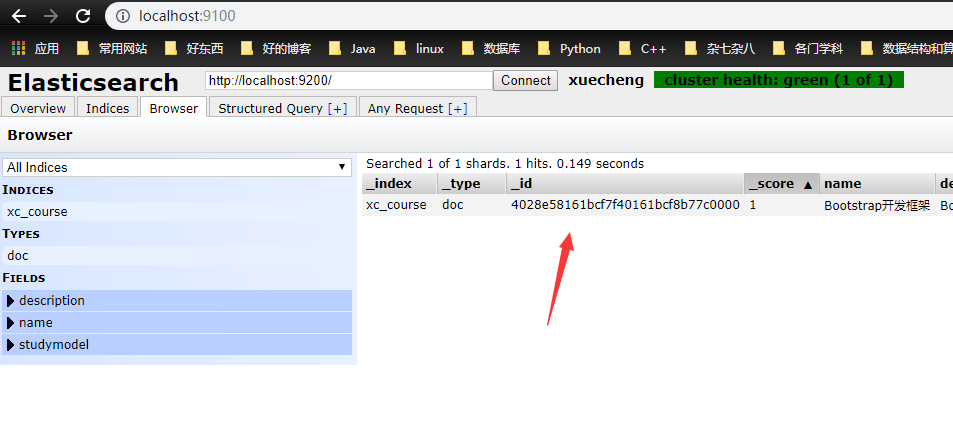 localhost:9100
应用 常用网站 好东西 好的博客 Java linux 数据库 Python C++ 杂七杂八 各门学科 数据结构和算
Elasticsearch http://localhost:9200/ Connect xuecheng cluster health: green (1 of 1)
Overview Indices Browser Structured Query [+] Any Request [+]
Browser
All Indices
Searched 1 of 1 shards. 1 hits. 0.149 seconds
INDICES
_index _type _id _score ▲ name de
xc_course
xc_course doc 4028e58161bcf7f40161bcf8b77c0000 1 Bootstrap开发框架 Bo
TYPES
doc
FIELDS
description
name
studymodel